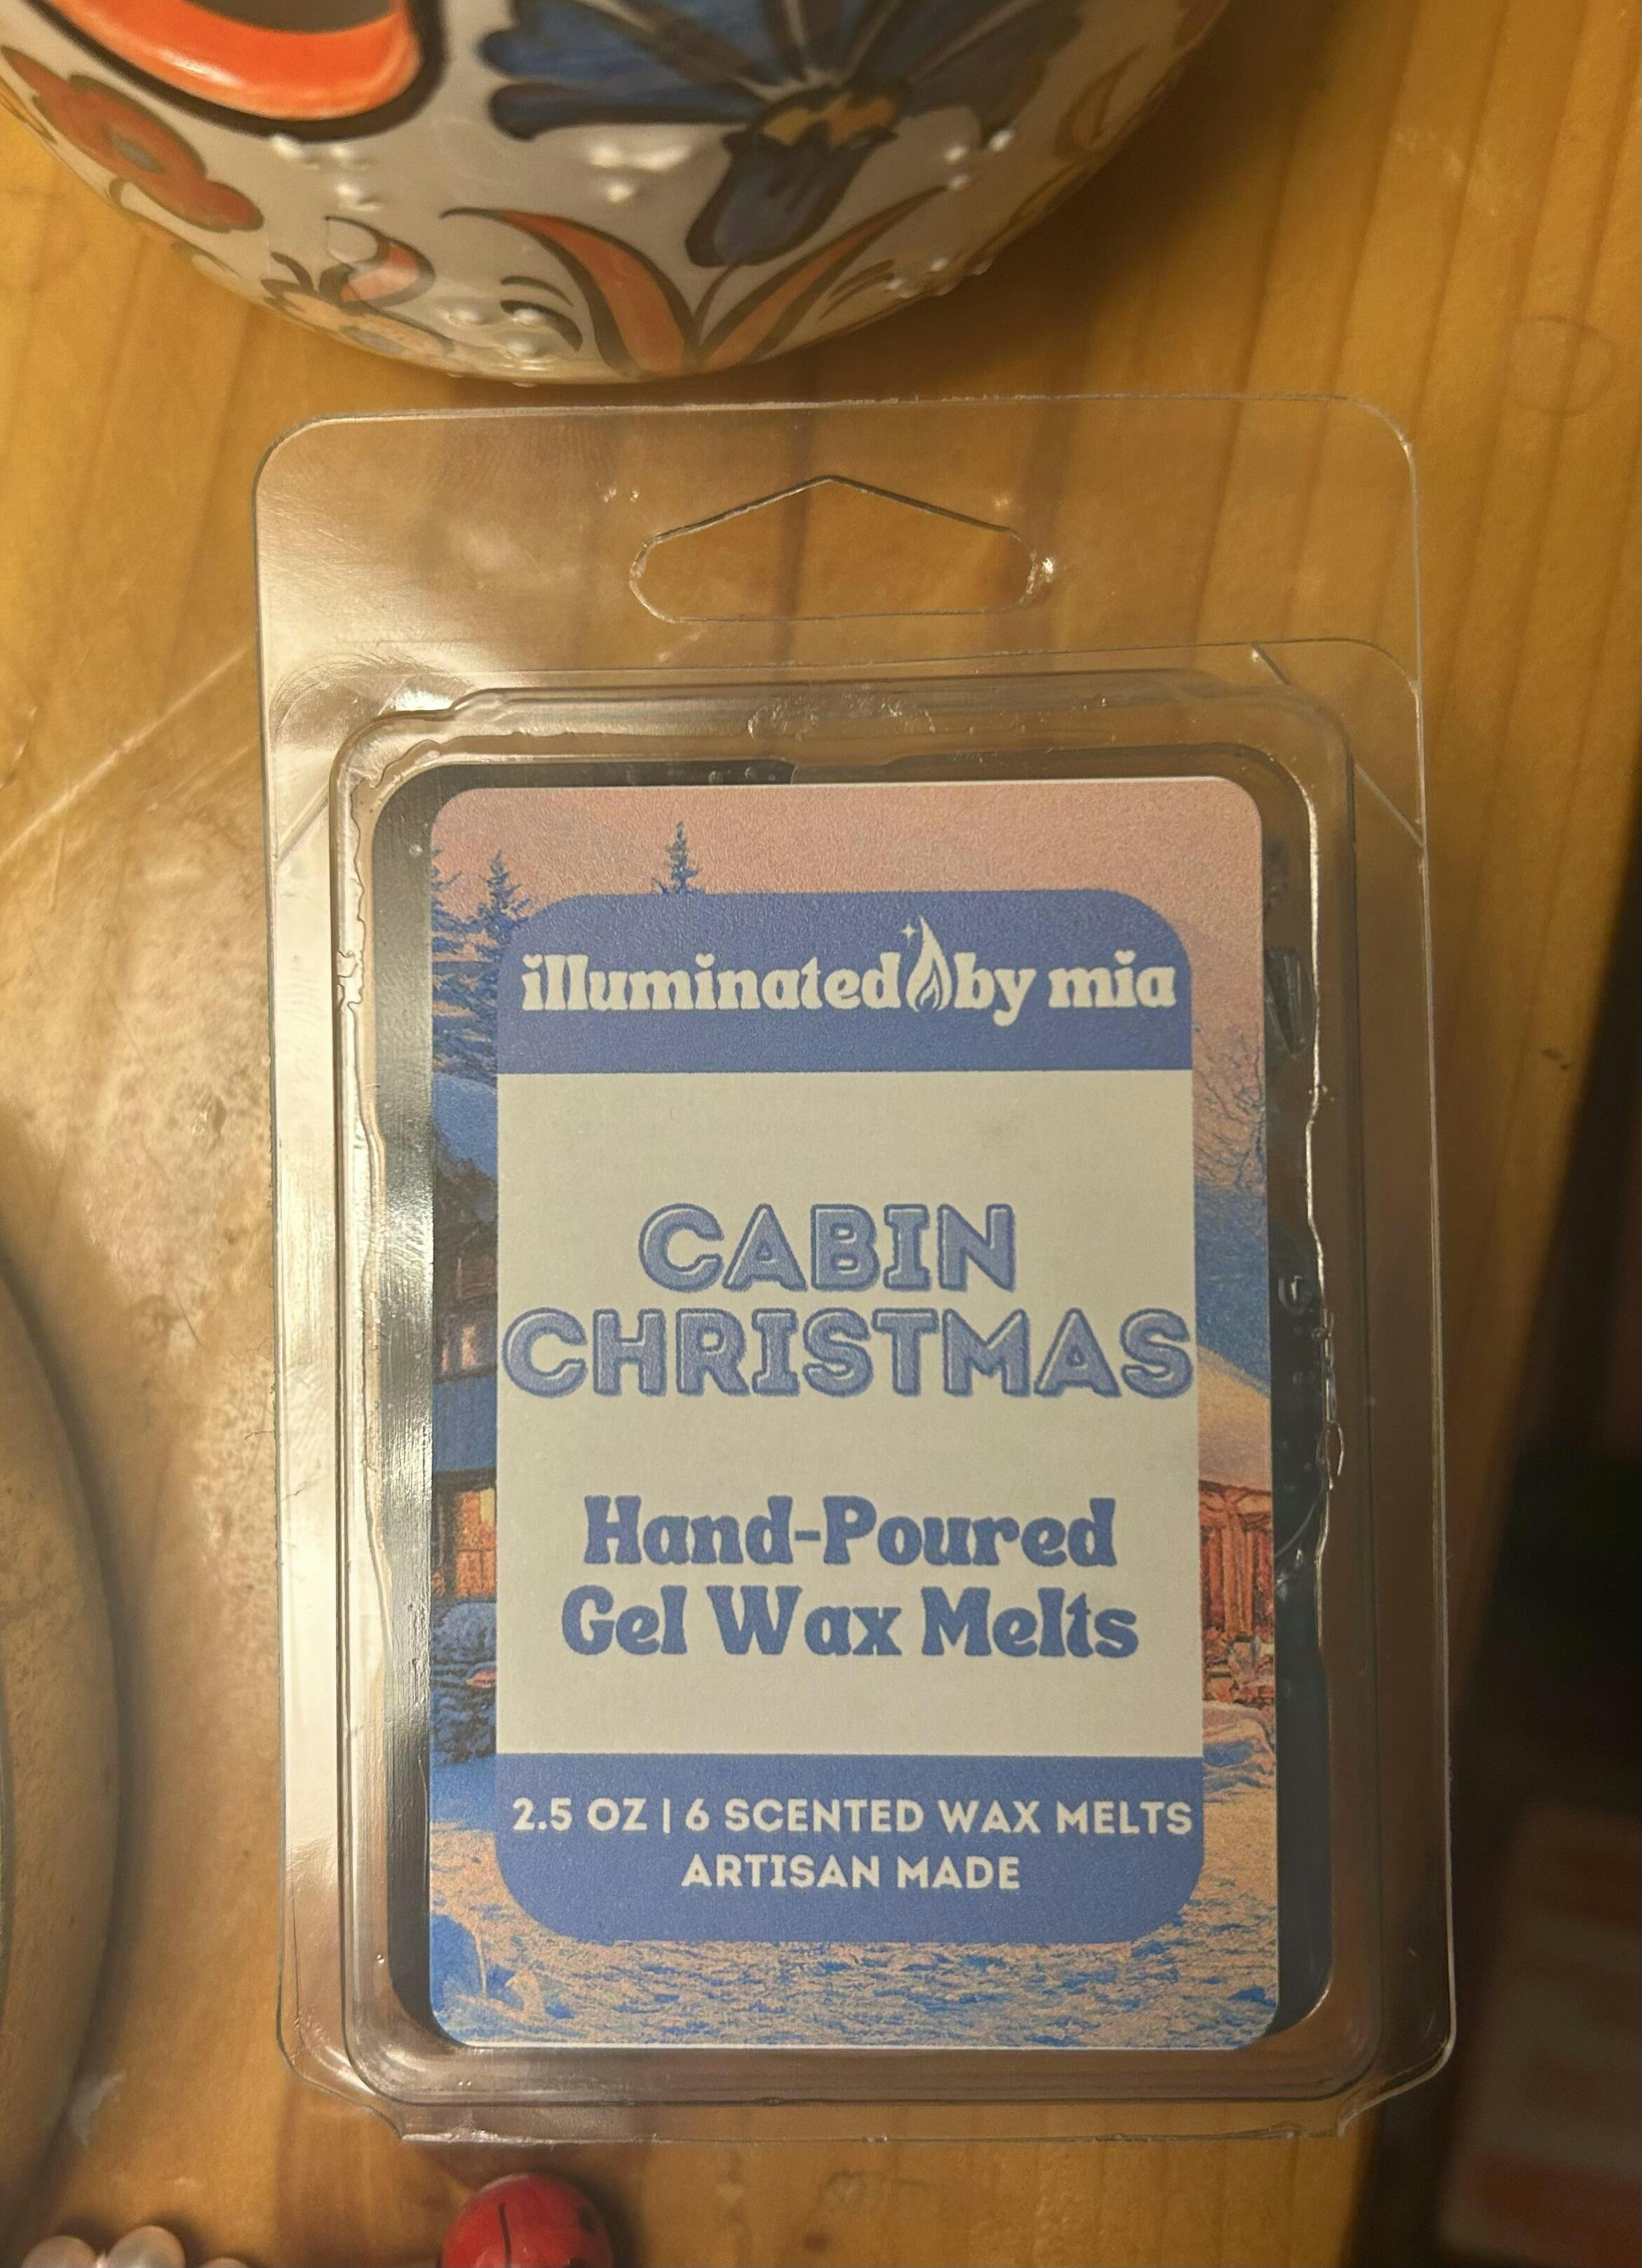 illuminated by mia
CABIN
CHRISTMAS
Hand-Poured
Gel Wax Melts
2.5 OZ | 6 SCENTED WAX MELTS
ARTISAN MADE